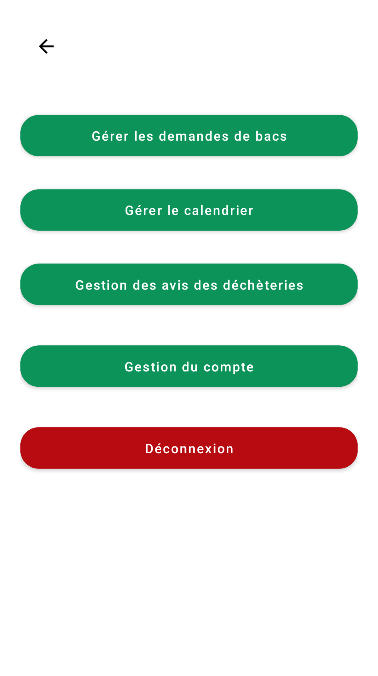 Gérer les demandes de bacs
Gérer le calendrier
Gestion des avis des déchèteries
Gestion du compte
Déconnexion